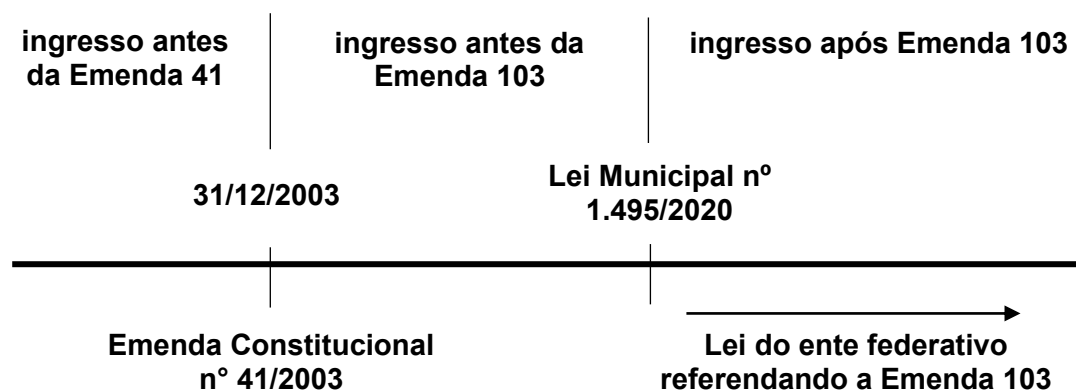 ingresso antes
da Emenda 41
ingresso antes da
Emenda 103
ingresso após Emenda 103
31/12/2003
Lei Municipal nº
1.495/2020
Emenda Constitucional
n° 41/2003
Lei do ente federativo
referendando a Emenda 103